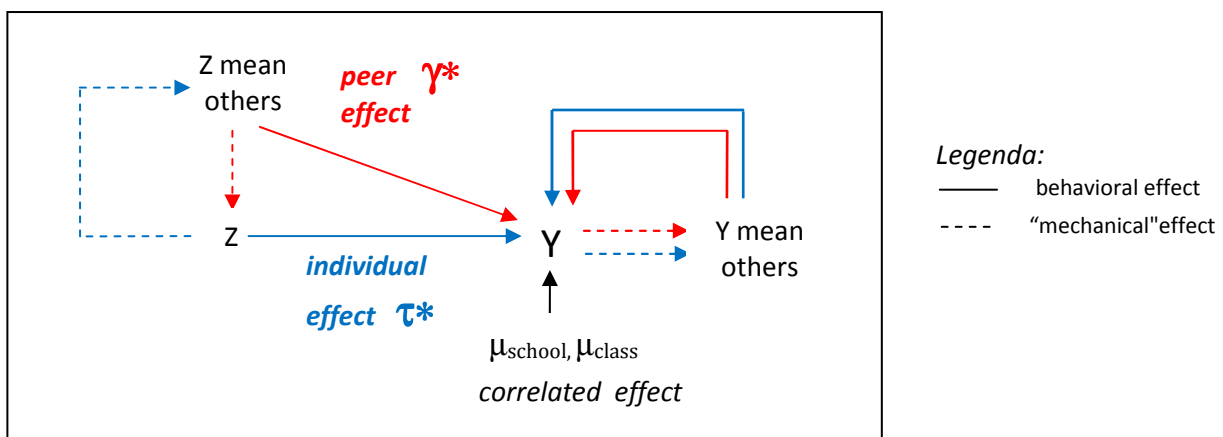 Z mean
others
peer γ*
effect
Z
individual
effect τ*
Y
Y mean
others
μschool, μclass
correlated effect
Legenda:
behavioral effect
“mechanical"effect